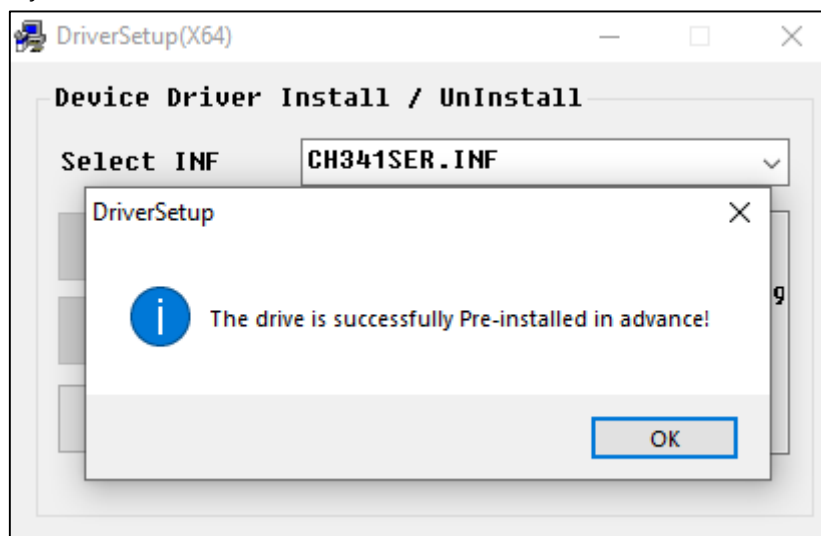 DriverSetup(X64)
Device Driver Install / UnInstall
Select INF CH341SER.INF
DriverSetup
g
The drive is successfully Pre-installed in advance!
OK